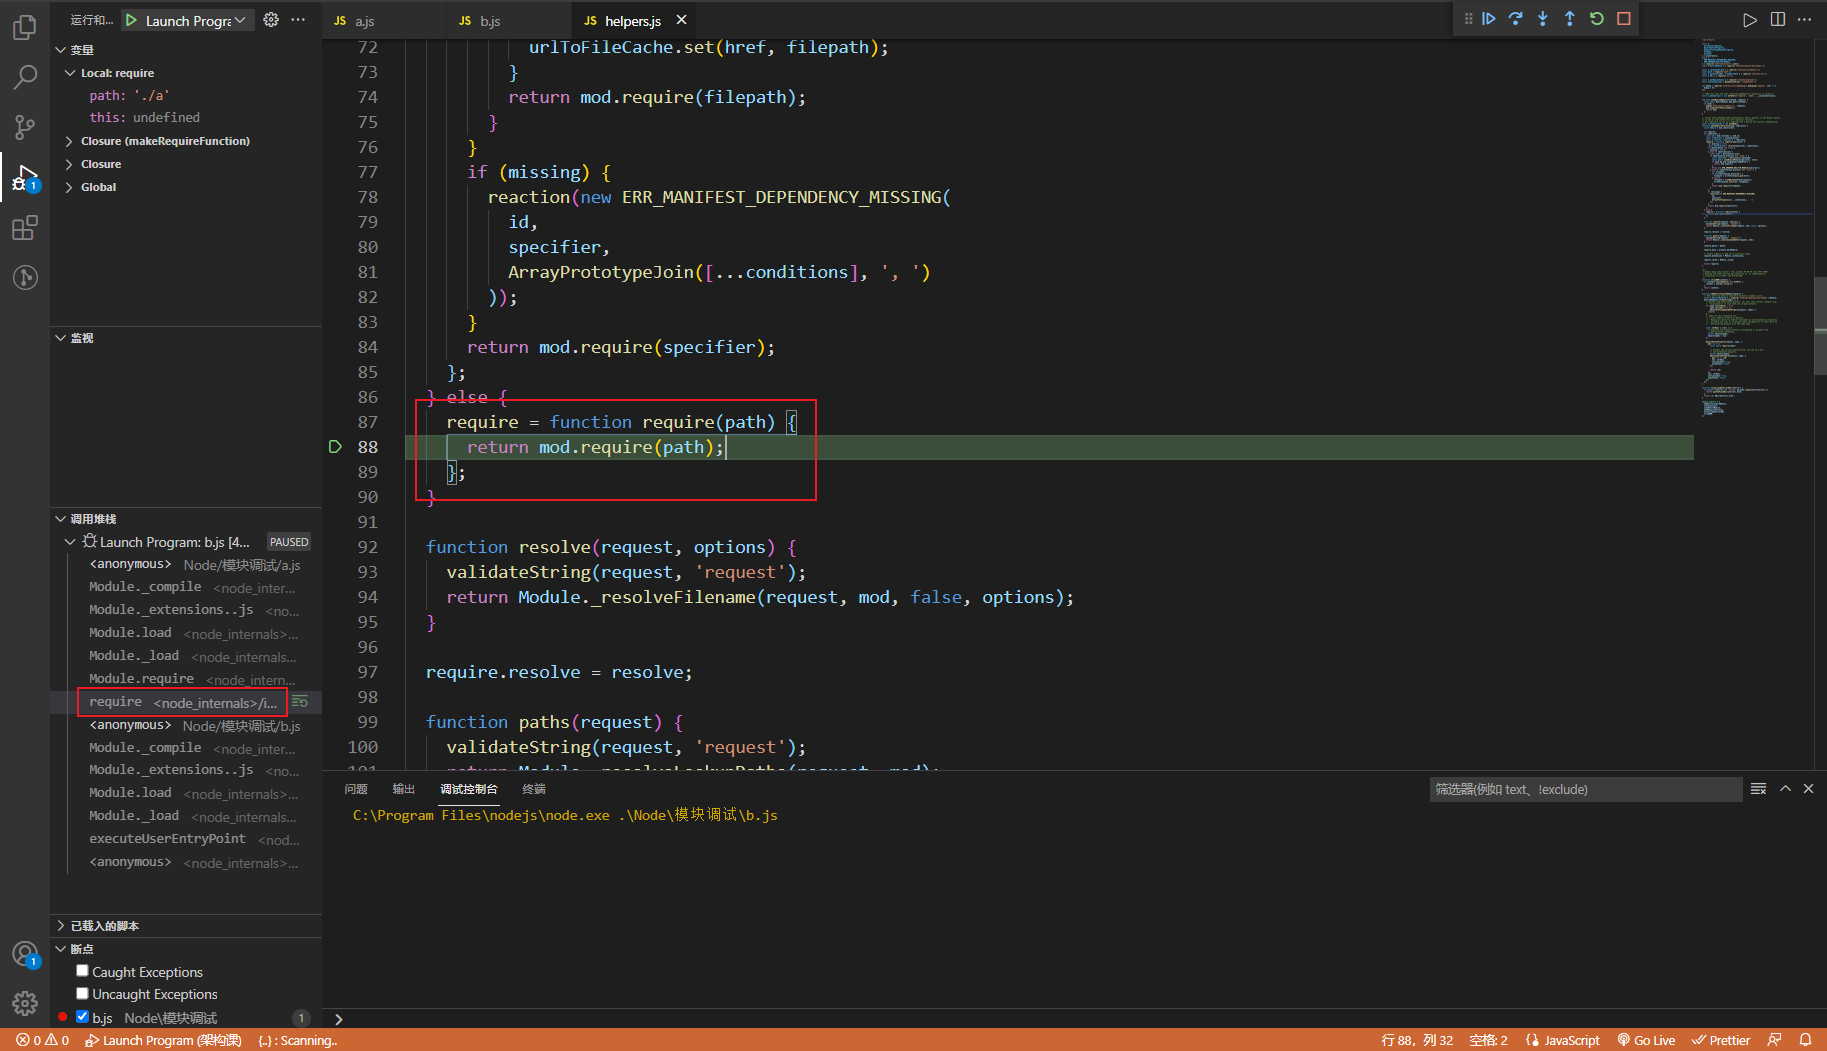 运行和...
Launch Progra
JS a.js
JS b.js
JS helpers.js
变量
Local: require
path: './a'
this: undefined
Closure (makeRequireFunction)
Closure
Global
监视
调用堆栈
Launch Program: b.js [4... PAUSED
<anonymous> Node/模块调试/a.js
Module._compile <node_inter...
Module._extensions..js <no...
Module.load <node_internals>...
Module._load <node_internals...
Module.require <node_intern...
require <node_internals>/i...
<anonymous> Node/模块调试/b.js
Module._compile <node_inter...
Module._extensions..js <no...
Module.load <node_internals>...
Module._load <node_internals>...
executeUserEntryPoint <nod...
<anonymous> <node_internals>...
已载入的脚本
断点
Caught Exceptions
Uncaught Exceptions
b.js Node\模块调试 1
72 urlToFileCache.set(href, filepath);
73 }
74 return mod.require(filepath);
75 }
76 }
77 if (missing) {
78 reaction(new ERR_MANIFEST_DEPENDENCY_MISSING(
79 id,
80 specifier,
81 ArrayPrototypeJoin([...conditions], ', ')
82 ));
83 }
84 return mod.require(specifier);
85 };
86 } else {
87 require = function require(path) {
88 return mod.require(path);
89 };
90 }
91
92 function resolve(request, options) {
93 validateString(request, 'request');
94 return Module._resolveFilename(request, mod, false, options);
95 }
96
97 require.resolve = resolve;
98
99 function paths(request) {
100 validateString(request, 'request');
101 return Module._resolveLookupPaths(request, mod);
问题 输出 调试控制台 终端
筛选器(例如 text、!exclude)
C:\Program Files\nodejs\node.exe .\Node\模块调试\b.js
1
1
0 0 Launch Program (架构课) {..} : Scanning..
行 88，列 32 空格: 2 JavaScript Go Live Prettier